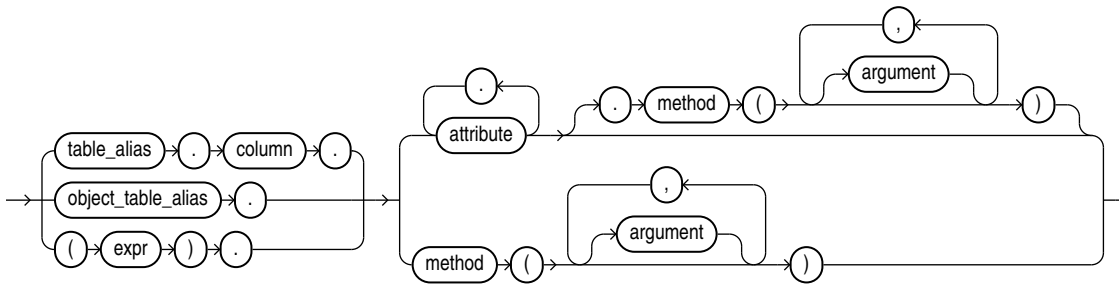 ,
argument
.
. method ( )
attribute
table_alias . column .
,
object_table_alias .
argument
( expr ) .
method ( )